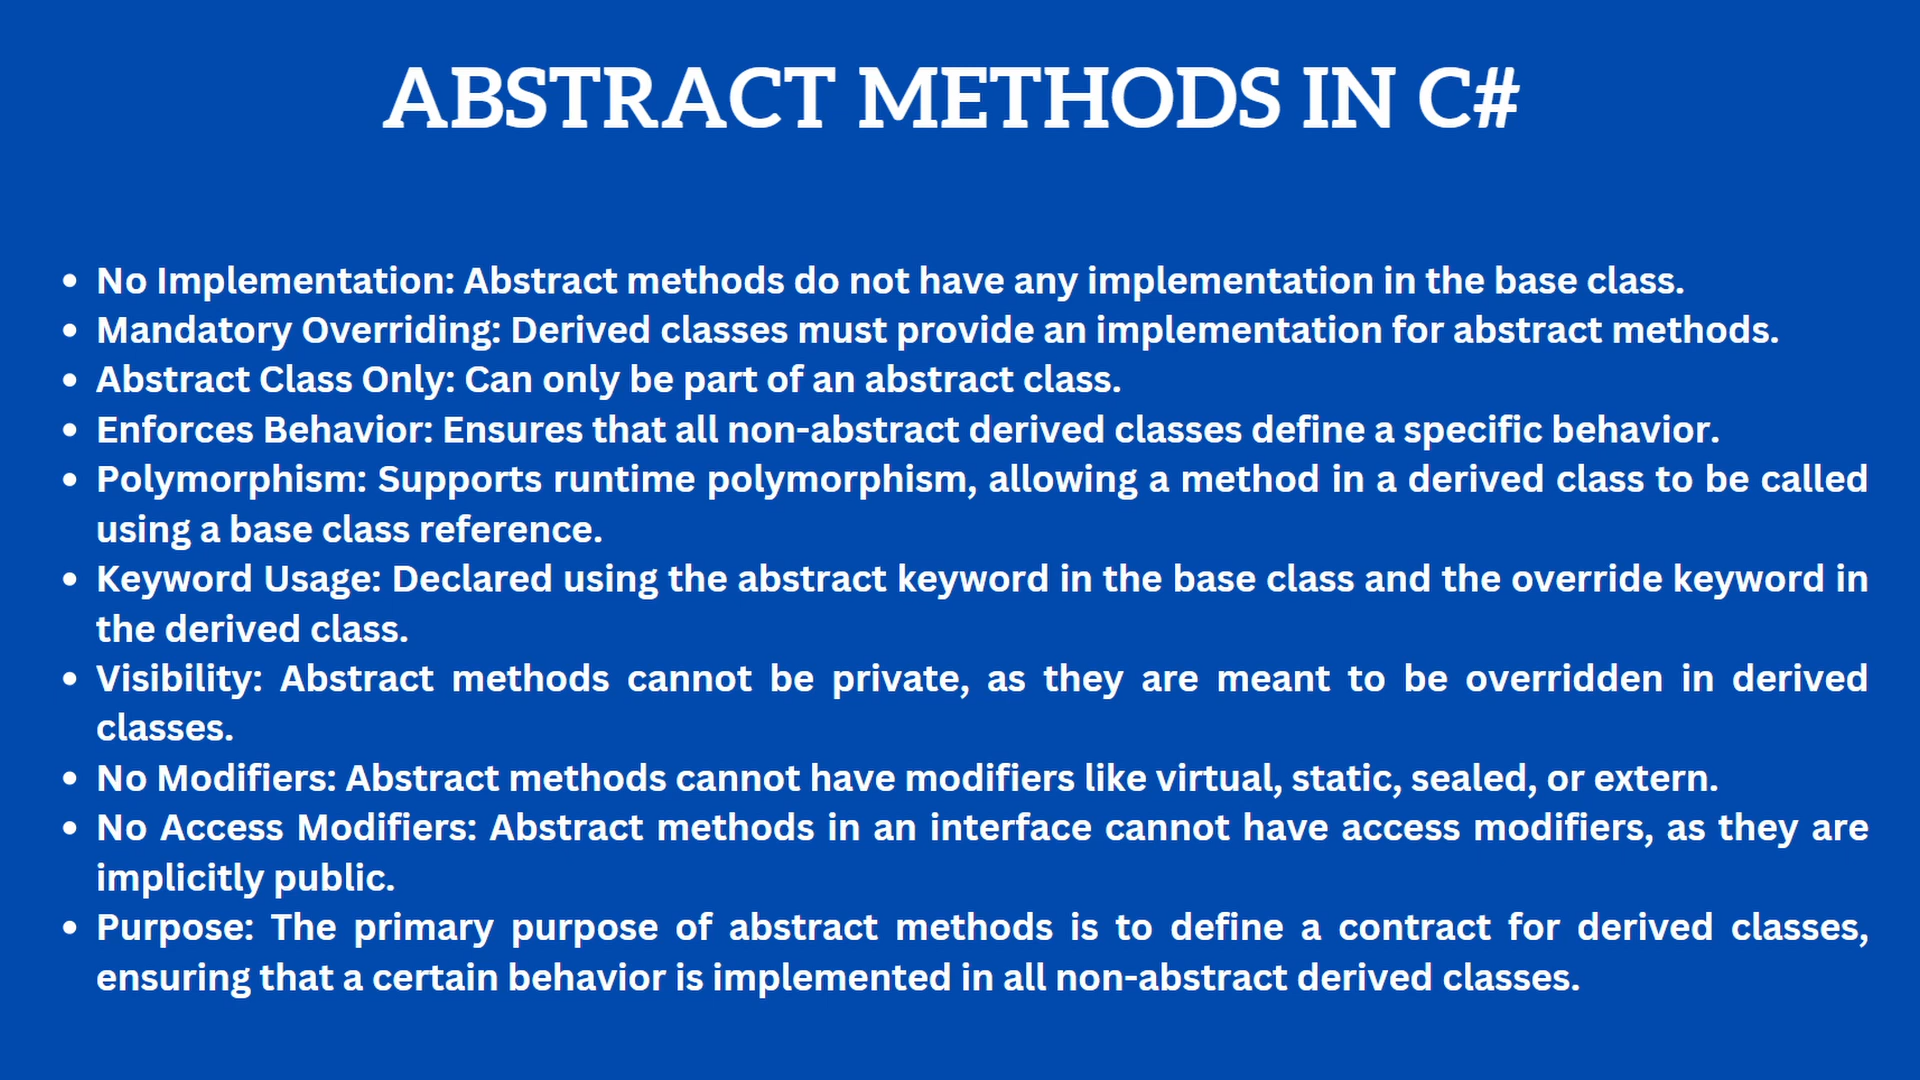 ABSTRACT METHODS IN C#
• No Implementation: Abstract methods do not have any implementation in the base class.
• Mandatory Overriding: Derived classes must provide an implementation for abstract methods.
• Abstract Class Only: Can only be part of an abstract class.
• Enforces Behavior: Ensures that all non-abstract derived classes define a specific behavior.
• Polymorphism: Supports runtime polymorphism, allowing a method in a derived class to be called
using a base class reference.
• Keyword Usage: Declared using the abstract keyword in the base class and the override keyword in
the derived class.
• Visibility: Abstract methods cannot be private, as they are meant to be overridden in derived
classes.
• No Modifiers: Abstract methods cannot have modifiers like virtual, static, sealed, or extern.
• No Access Modifiers: Abstract methods in an interface cannot have access modifiers, as they are
implicitly public.
• Purpose: The primary purpose of abstract methods is to define a contract for derived classes,
ensuring that a certain behavior is implemented in all non-abstract derived classes.